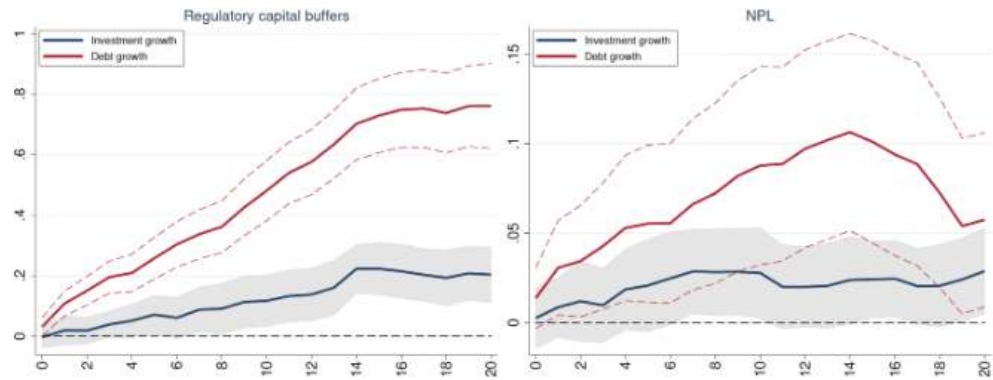 Regulatory capital buffers
Investment growth
Debt growth
1
.8
.6
.4
.2
0
0 2 4 6 8 10 12 14 16 18 20
NPL
Investment growth
Debt growth
.15
.1
.05
0
0 2 4 6 8 10 12 14 16 18 20